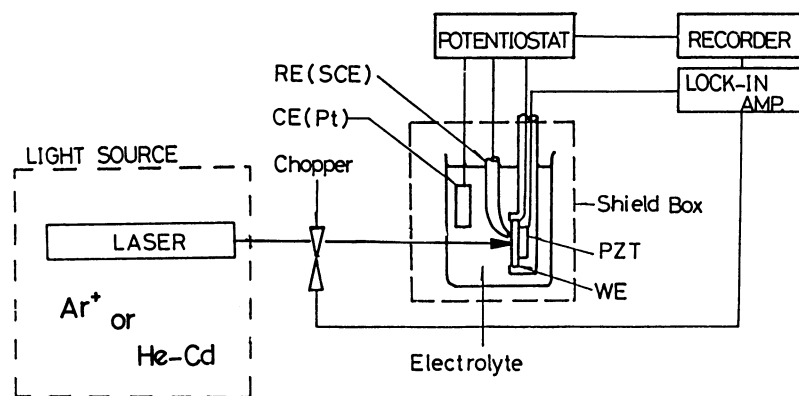 POTENTIOSTAT
RECORDER
LOCK-IN
AMP.
RE(SCE)
CE(Pt)
LIGHT SOURCE
Chopper
Shield Box
LASER
PZT
WE
Ar⁺
or
He-Cd
Electrolyte